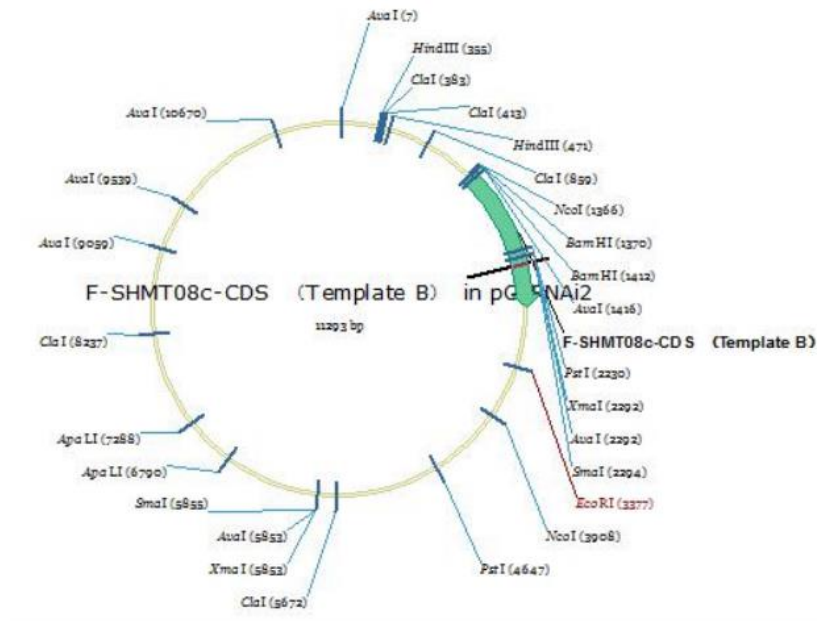 AvaI (7)
HindIII (355)
ClaI (383)
AvaI (10670)
ClaI (413)
HindIII (471)
AvaI (9539)
ClaI (859)
NcoI (1366)
AvaI (9059)
BamHI (1370)
BamHI (1412)
F-SHMT08c-CDS (Template B) in pG RNAi2
AvaI (1416)
11293 bp
ClaI (8237)
F-SHMT08c-CDS (Template B)
PstI (2230)
XmaI (2292)
ApaLI (7288)
AvaI (2292)
ApaLI (6790)
SmaI (2294)
SmaI (5855)
EcoRI (3377)
AvaI (5853)
NcoI (3908)
XmaI (5853)
PstI (4647)
ClaI (5672)